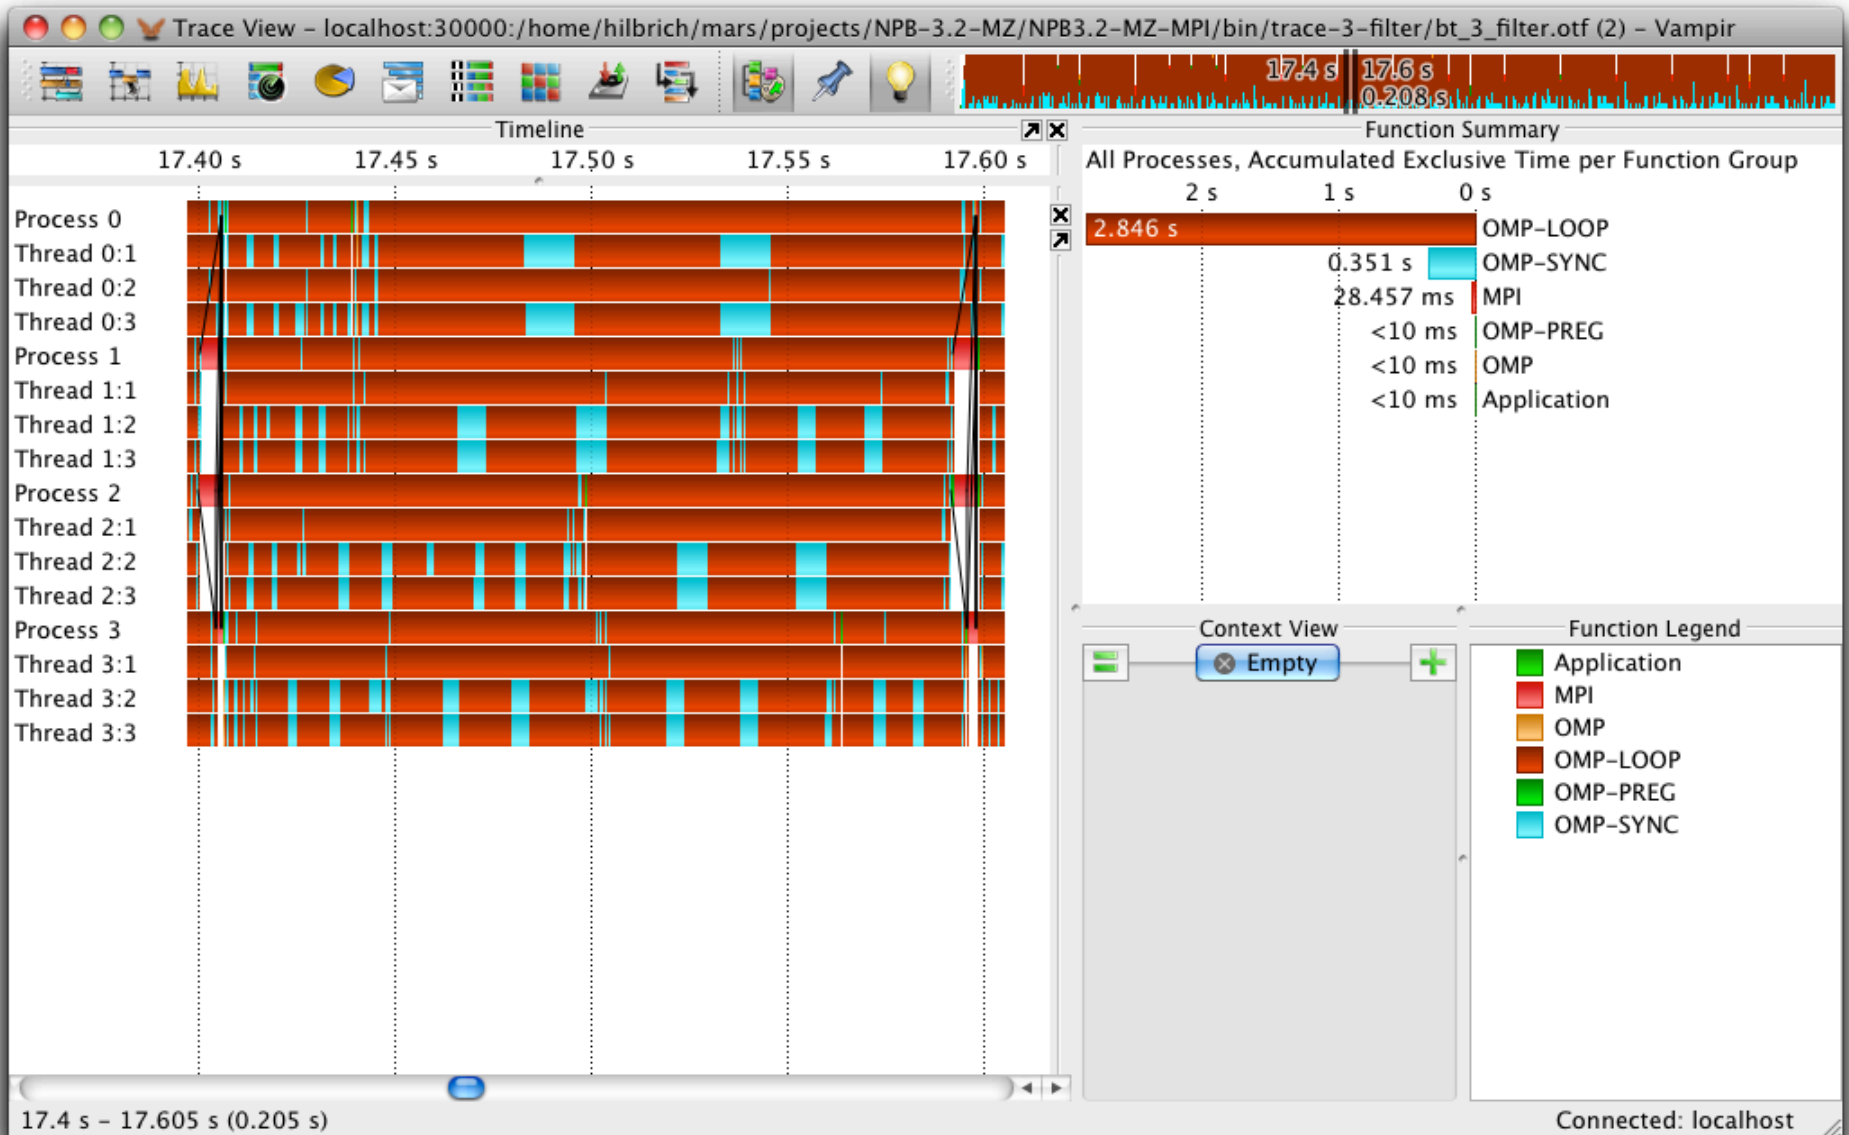 Trace View – localhost:30000:/home/hilbrich/mars/projects/NPB-3.2-MZ/NPB3.2-MZ-MPI/bin/trace-3-filter/bt_3_filter.otf (2) – Vampir
17.4 s
17.6 s
0.208 s
Timeline
17.40 s 17.45 s 17.50 s 17.55 s 17.60 s
Process 0
Thread 0:1
Thread 0:2
Thread 0:3
Process 1
Thread 1:1
Thread 1:2
Thread 1:3
Process 2
Thread 2:1
Thread 2:2
Thread 2:3
Process 3
Thread 3:1
Thread 3:2
Thread 3:3
Function Summary
All Processes, Accumulated Exclusive Time per Function Group
2 s 1 s 0 s
2.846 s OMP-LOOP
0.351 s OMP-SYNC
28.457 ms MPI
<10 ms OMP-PREG
<10 ms OMP
<10 ms Application
Context View
Empty
Function Legend
Application
MPI
OMP
OMP-LOOP
OMP-PREG
OMP-SYNC
17.4 s – 17.605 s (0.205 s)
Connected: localhost